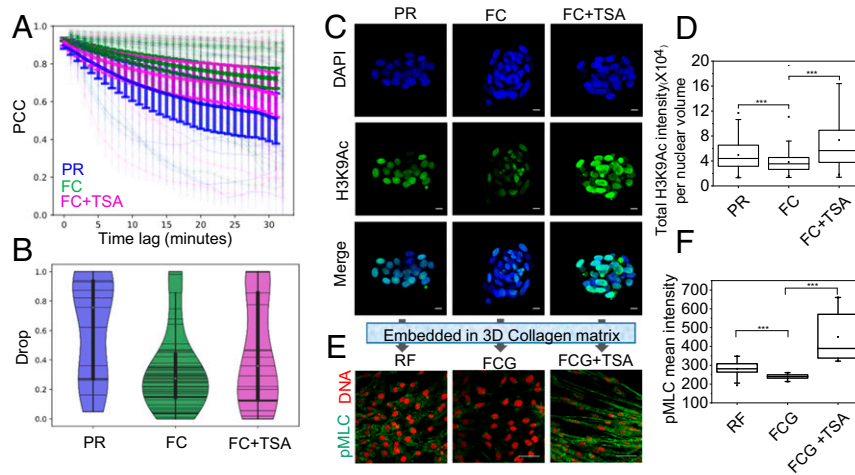 A
PCC
1.0
0.8
0.6
0.4
0.2
0.0
PR
FC
FC+TSA
0 5 10 15 20 25 30
Time lag (minutes)
B
Drop
1.0
0.8
0.6
0.4
0.2
0.0
PR FC FC+TSA
C
PR FC FC+TSA
DAPI
H3K9Ac
Merge
Embedded in 3D Collagen matrix
E
RF FCG FCG+TSA
pMLC DNA
D
Total H3K9Ac intensity,X10⁴)
per nuclear volume
20
16
12
8
4
0
*** ***
PR FC FC+TSA
F
pMLC mean intensity
700
600
500
400
300
200
100
*** ***
RF FCG FCG +TSA